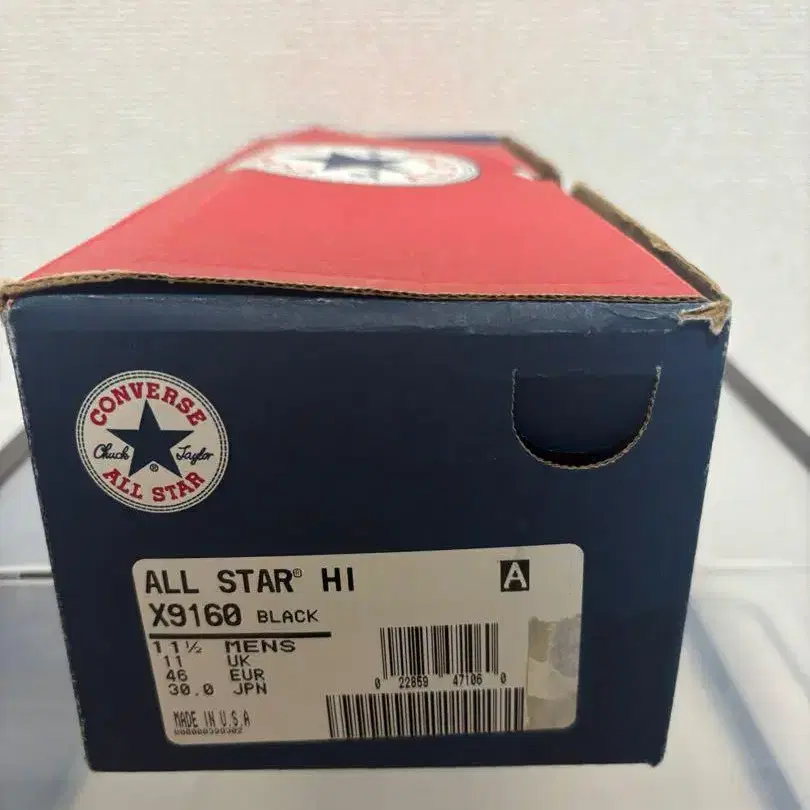 CONVERSE
Chuck Taylor
®
ALL STAR
ALL STAR® HI
A
X9160 BLACK
11½ MENS
11 UK
46 EUR
30.0 JPN
0 22859 47106 0
MADE IN U.S.A